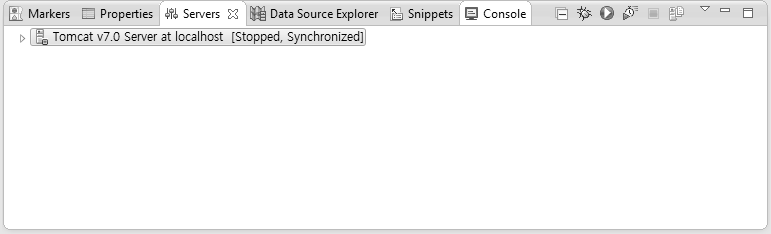 Markers Properties Servers Data Source Explorer Snippets Console
Tomcat v7.0 Server at localhost [Stopped, Synchronized]